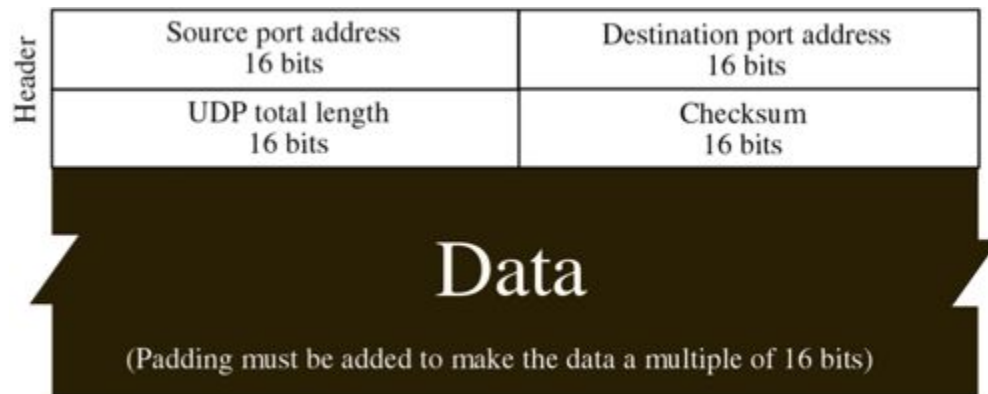 Header
Source port address
16 bits
Destination port address
16 bits
UDP total length
16 bits
Checksum
16 bits
Data
(Padding must be added to make the data a multiple of 16 bits)